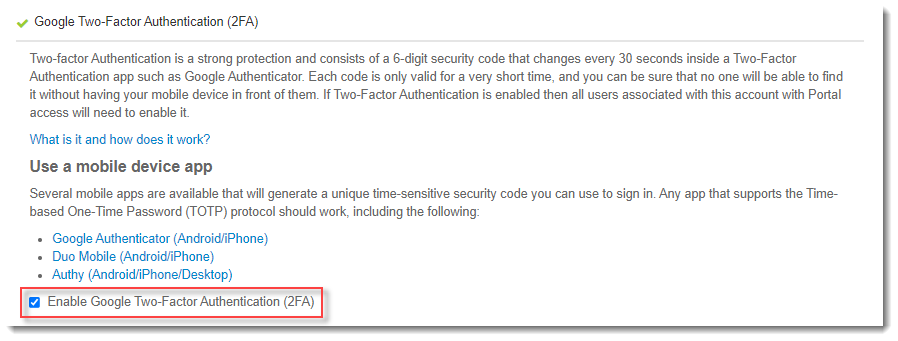 Google Two-Factor Authentication (2FA)
Two-factor Authentication is a strong protection and consists of a 6-digit security code that changes every 30 seconds inside a Two-Factor
Authentication app such as Google Authenticator. Each code is only valid for a very short time, and you can be sure that no one will be able to find
it without having your mobile device in front of them. If Two-Factor Authentication is enabled then all users associated with this account with Portal
access will need to enable it.
What is it and how does it work?
Use a mobile device app
Several mobile apps are available that will generate a unique time-sensitive security code you can use to sign in. Any app that supports the Time-
based One-Time Password (TOTP) protocol should work, including the following:
Google Authenticator (Android/iPhone)
Duo Mobile (Android/iPhone)
Authy (Android/iPhone/Desktop)
Enable Google Two-Factor Authentication (2FA)